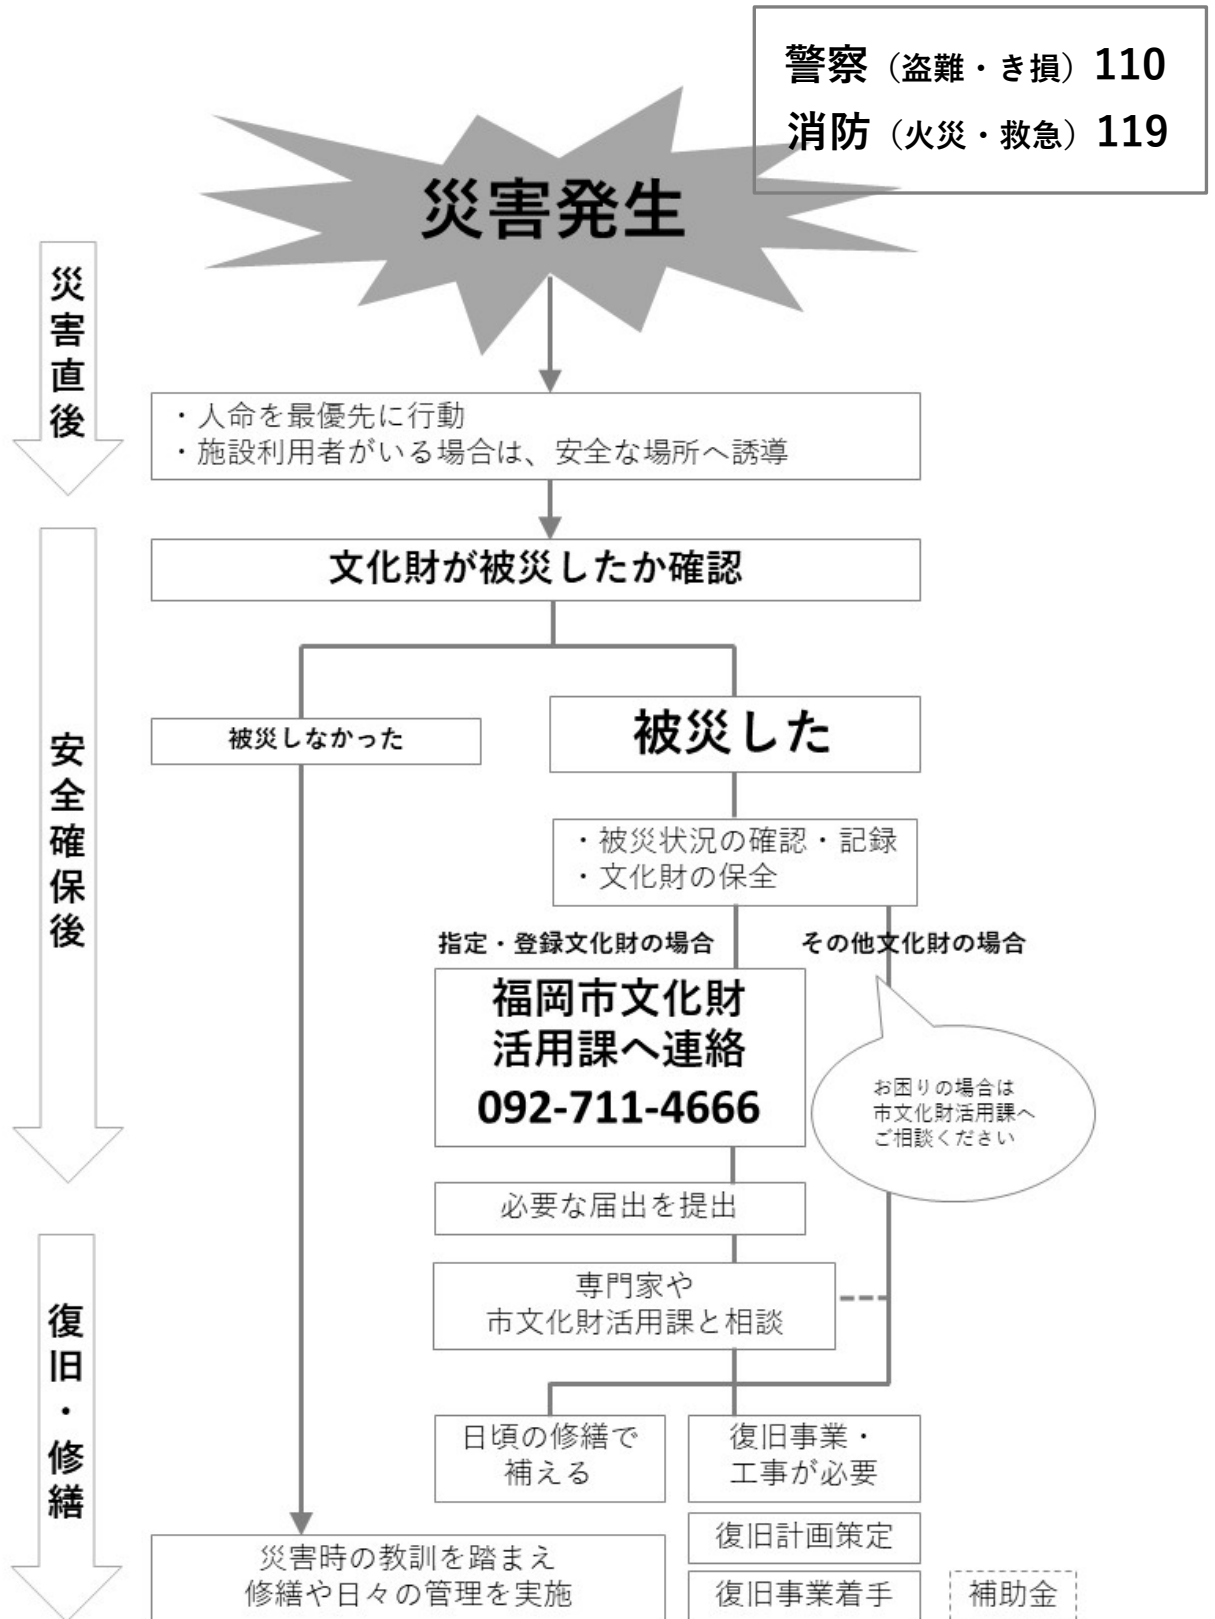 警察（盗難・き損）110
消防（火災・救急）119
災害発生
災害直後
・人命を最優先に行動
・施設利用者がいる場合は、安全な場所へ誘導
安全確保後
文化財が被災したか確認
被災しなかった
被災した
・被災状況の確認・記録
・文化財の保全
指定・登録文化財の場合
その他文化財の場合
福岡市文化財
活用課へ連絡
092-711-4666
お困りの場合は
市文化財活用課へ
ご相談ください
必要な届出を提出
復旧・修繕
専門家や
市文化財活用課と相談
日頃の修繕で
補える
復旧事業・
工事が必要
復旧計画策定
災害時の教訓を踏まえ
修繕や日々の管理を実施
復旧事業着手
補助金